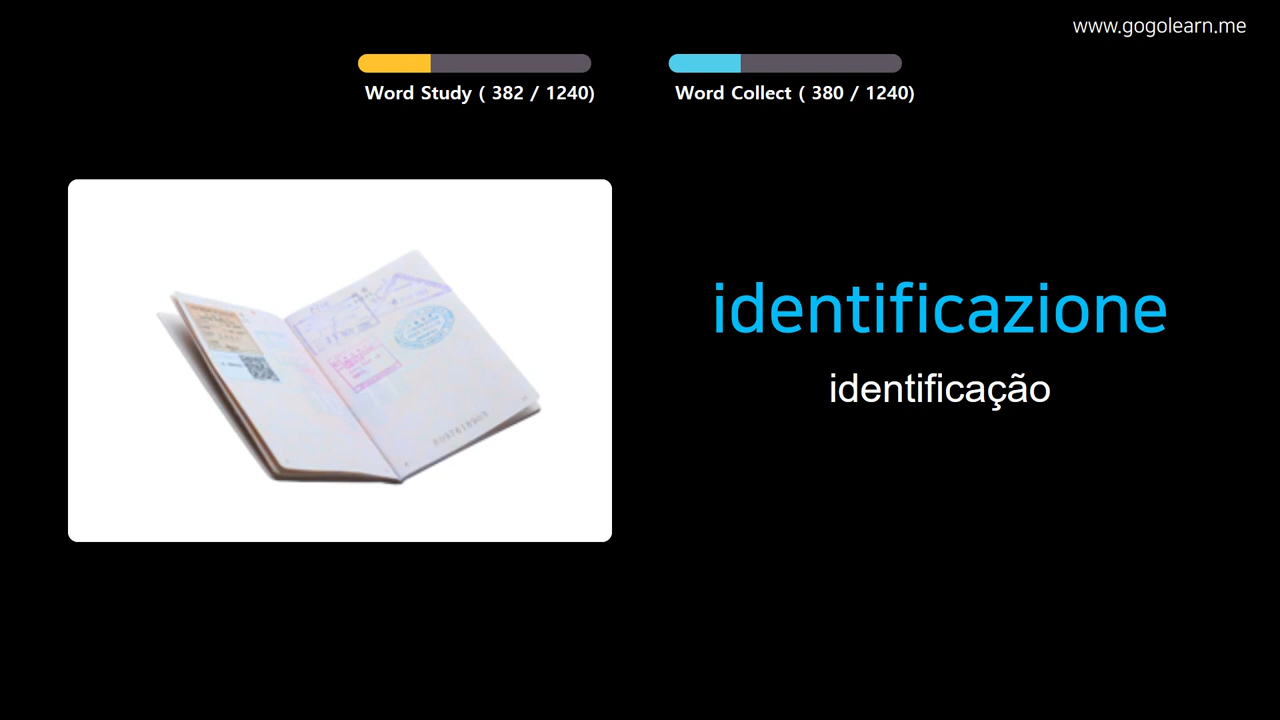 www.gogolearn.me
Word Study ( 382 / 1240)
Word Collect ( 380 / 1240)
identificazione
identificação